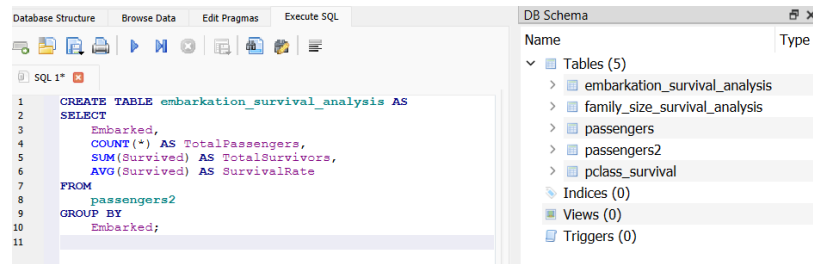 Database Structure Browse Data Edit Pragmas Execute SQL
SQL 1*
1 CREATE TABLE embarkation_survival_analysis AS
2 SELECT
3 Embarked,
4 COUNT(*) AS TotalPassengers,
5 SUM(Survived) AS TotalSurvivors,
6 AVG(Survived) AS SurvivalRate
7 FROM
8 passengers2
9 GROUP BY
10 Embarked;
11
DB Schema
Name Type
Tables (5)
embarkation_survival_analysis
family_size_survival_analysis
passengers
passengers2
pclass_survival
Indices (0)
Views (0)
Triggers (0)